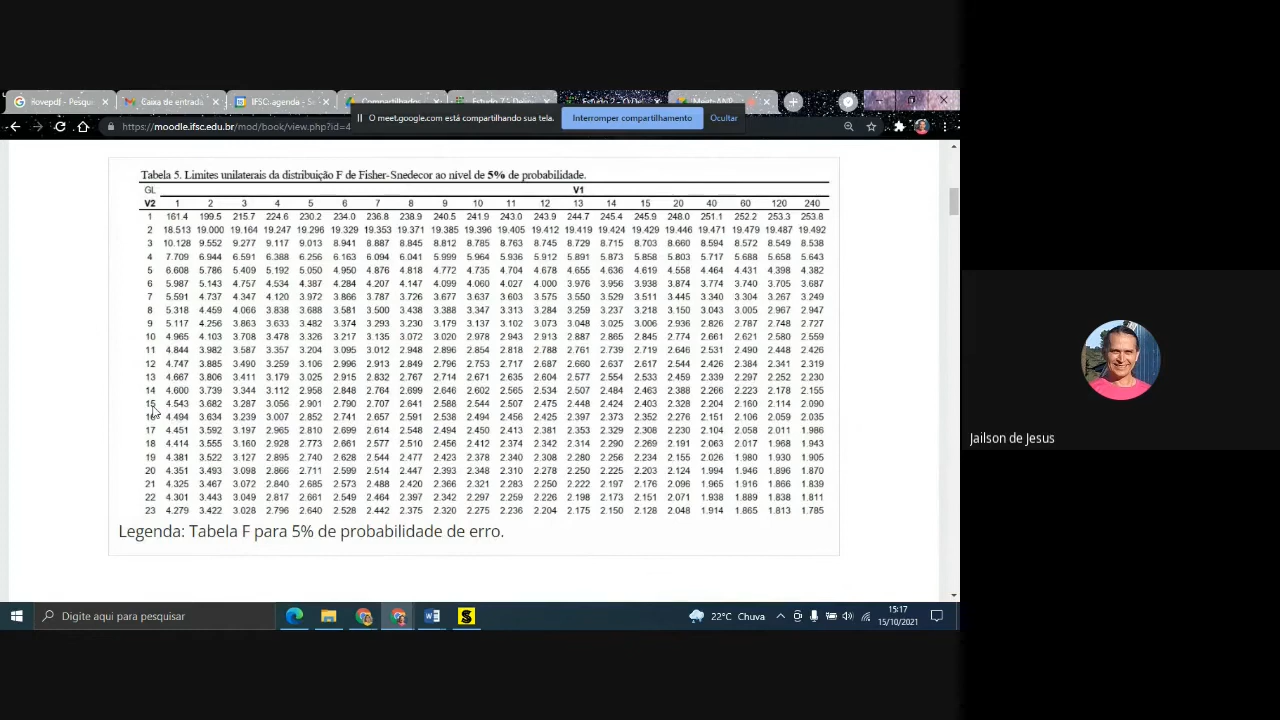 Rovepdf - Pesqu
Caixa de entrada
IFSC: agenda - Se
Compartilhados
Estudo 7: Des
Estudo 2 - O De
Meet: ANP
O meet.google.com está compartilhando sua tela.
Interromper compartilhamento
Ocultar
https://moodle.ifsc.edu.br/mod/book/view.php?id=4
Tabela 5. Limites unilaterais da distribuição F de Fisher-Snedecor ao nível de 5% de probabilidade.
GL V1
V2 1 2 3 4 5 6 7 8 9 10 11 12 13 14 15 20 40 60 120 240
1 161.4 199.5 215.7 224.6 230.2 234.0 236.8 238.9 240.5 241.9 243.0 243.9 244.7 245.4 245.9 248.0 251.1 252.2 253.3 253.8
2 18.513 19.000 19.164 19.247 19.296 19.329 19.353 19.371 19.385 19.396 19.405 19.412 19.419 19.424 19.429 19.446 19.471 19.479 19.487 19.492
3 10.128 9.552 9.277 9.117 9.013 8.941 8.887 8.845 8.812 8.785 8.763 8.745 8.729 8.715 8.703 8.660 8.594 8.572 8.549 8.538
4 7.709 6.944 6.591 6.388 6.256 6.163 6.094 6.041 5.999 5.964 5.936 5.912 5.891 5.873 5.858 5.803 5.717 5.688 5.658 5.643
5 6.608 5.786 5.409 5.192 5.050 4.950 4.876 4.818 4.772 4.735 4.704 4.678 4.655 4.636 4.619 4.558 4.464 4.431 4.398 4.382
6 5.987 5.143 4.757 4.534 4.387 4.284 4.207 4.147 4.099 4.060 4.027 4.000 3.976 3.956 3.938 3.874 3.774 3.740 3.705 3.687
7 5.591 4.737 4.347 4.120 3.972 3.866 3.787 3.726 3.677 3.637 3.603 3.575 3.550 3.529 3.511 3.445 3.340 3.304 3.267 3.249
8 5.318 4.459 4.066 3.838 3.688 3.581 3.500 3.438 3.388 3.347 3.313 3.284 3.259 3.237 3.218 3.150 3.043 3.005 2.967 2.947
9 5.117 4.256 3.863 3.633 3.482 3.374 3.293 3.230 3.179 3.137 3.102 3.073 3.048 3.025 3.006 2.936 2.826 2.787 2.748 2.727
10 4.965 4.103 3.708 3.478 3.326 3.217 3.135 3.072 3.020 2.978 2.943 2.913 2.887 2.865 2.845 2.774 2.661 2.621 2.580 2.559
11 4.844 3.982 3.587 3.357 3.204 3.095 3.012 2.948 2.896 2.854 2.818 2.788 2.761 2.739 2.719 2.646 2.531 2.490 2.448 2.426
12 4.747 3.885 3.490 3.259 3.106 2.996 2.913 2.849 2.796 2.753 2.717 2.687 2.660 2.637 2.617 2.544 2.426 2.384 2.341 2.319
13 4.667 3.806 3.411 3.179 3.025 2.915 2.832 2.767 2.714 2.671 2.635 2.604 2.577 2.554 2.533 2.459 2.339 2.297 2.252 2.230
14 4.600 3.739 3.344 3.112 2.958 2.848 2.764 2.699 2.646 2.602 2.565 2.534 2.507 2.484 2.463 2.388 2.266 2.223 2.178 2.155
15 4.543 3.682 3.287 3.056 2.901 2.790 2.707 2.641 2.588 2.544 2.507 2.475 2.448 2.424 2.403 2.328 2.204 2.160 2.114 2.090
16 4.494 3.634 3.239 3.007 2.852 2.741 2.657 2.591 2.538 2.494 2.456 2.425 2.397 2.373 2.352 2.276 2.151 2.106 2.059 2.035
17 4.451 3.592 3.197 2.965 2.810 2.699 2.614 2.548 2.494 2.450 2.413 2.381 2.353 2.329 2.308 2.230 2.104 2.058 2.011 1.986
18 4.414 3.555 3.160 2.928 2.773 2.661 2.577 2.510 2.456 2.412 2.374 2.342 2.314 2.290 2.269 2.191 2.063 2.017 1.968 1.943
19 4.381 3.522 3.127 2.895 2.740 2.628 2.544 2.477 2.423 2.378 2.340 2.308 2.280 2.256 2.234 2.155 2.026 1.980 1.930 1.905
20 4.351 3.493 3.098 2.866 2.711 2.599 2.514 2.447 2.393 2.348 2.310 2.278 2.250 2.225 2.203 2.124 1.994 1.946 1.896 1.870
21 4.325 3.467 3.072 2.840 2.685 2.573 2.488 2.420 2.366 2.321 2.283 2.250 2.222 2.197 2.176 2.096 1.965 1.916 1.866 1.839
22 4.301 3.443 3.049 2.817 2.661 2.549 2.464 2.397 2.342 2.297 2.259 2.226 2.198 2.173 2.151 2.071 1.938 1.889 1.838 1.811
23 4.279 3.422 3.028 2.796 2.640 2.528 2.442 2.375 2.320 2.275 2.236 2.204 2.175 2.150 2.128 2.048 1.914 1.865 1.813 1.785
Legenda: Tabela F para 5% de probabilidade de erro.
Jailson de Jesus
Digite aqui para pesquisar
22°C Chuva
15:17
15/10/2021